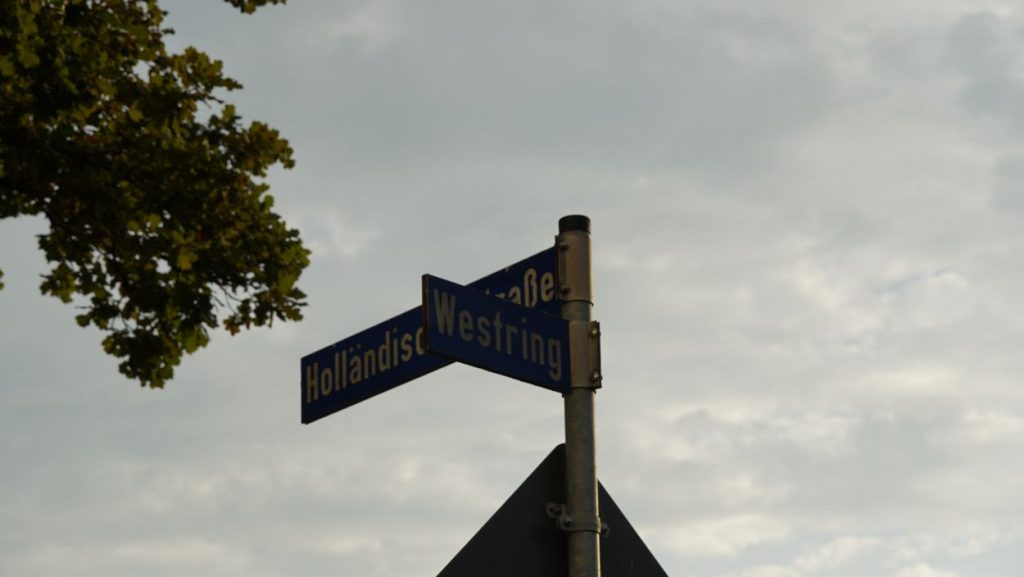 Holländisc
raße
Westring